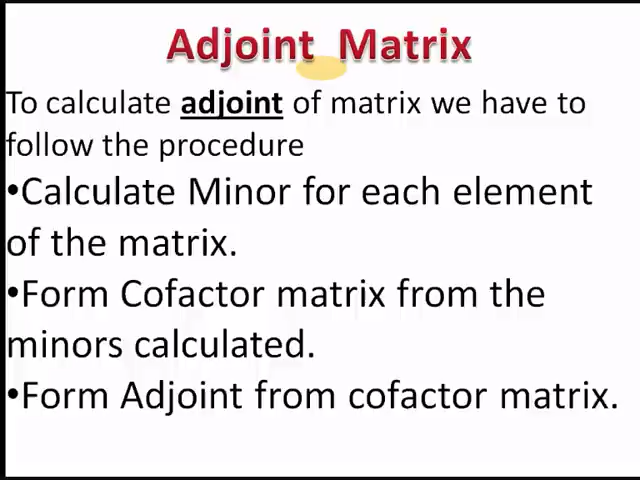 Adjoint Matrix
To calculate adjoint of matrix we have to
follow the procedure
•Calculate Minor for each element
of the matrix.
•Form Cofactor matrix from the
minors calculated.
•Form Adjoint from cofactor matrix.